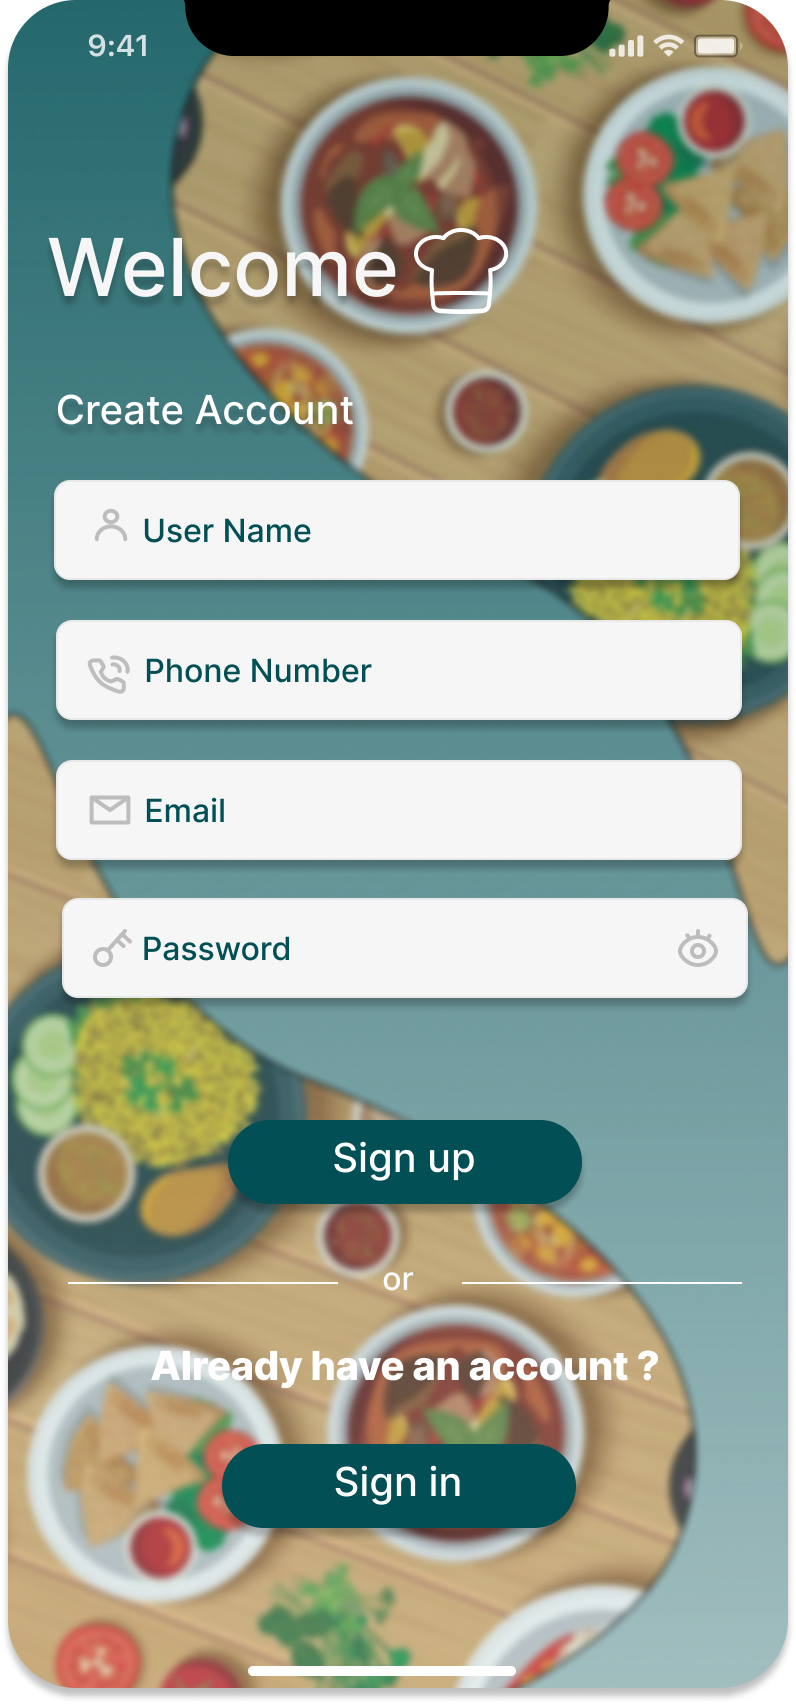 9:41
Welcome
Create Account
User Name
Phone Number
Email
Password
Sign up
or
Already have an account ?
Sign in